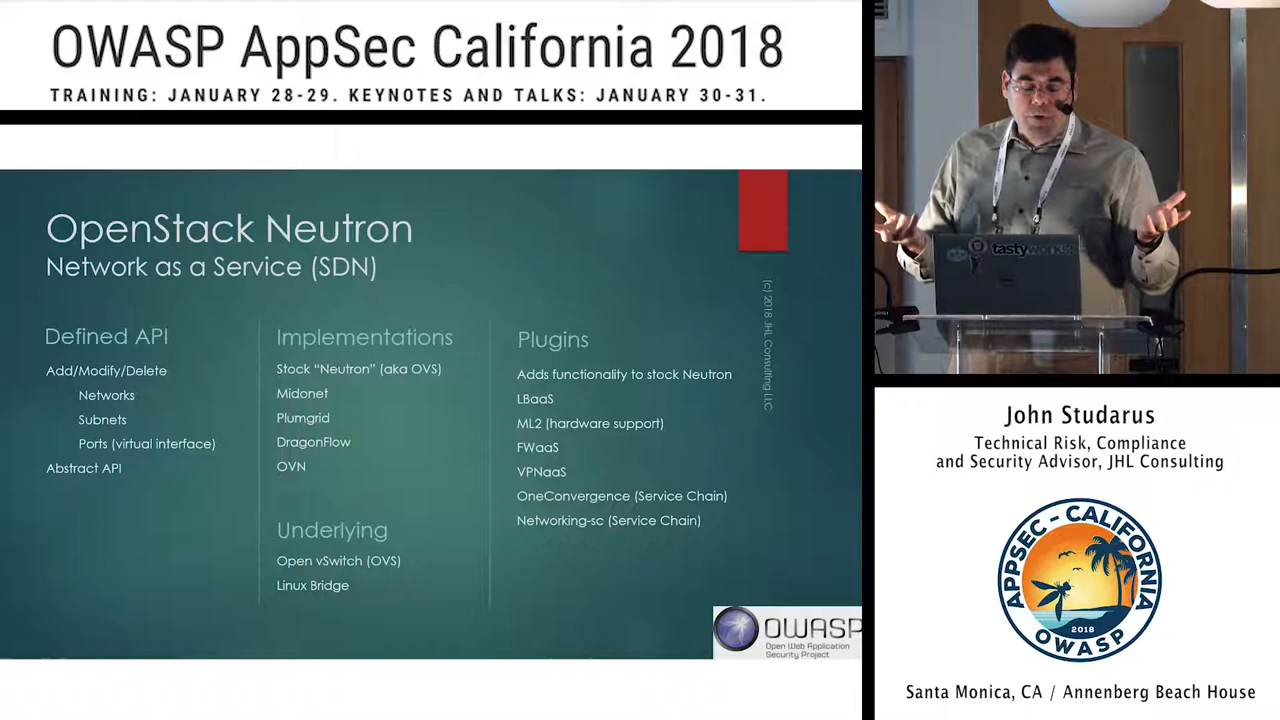 OWASP AppSec California 2018
TRAINING: JANUARY 28-29. KEYNOTES AND TALKS: JANUARY 30-31.
OpenStack Neutron
Network as a Service (SDN)
Defined API
Add/Modify/Delete
Networks
Subnets
Ports (virtual interface)
Abstract API
Implementations
Stock “Neutron” (aka OVS)
Midonet
Plumgrid
DragonFlow
OVN
Underlying
Open vSwitch (OVS)
Linux Bridge
Plugins
Adds functionality to stock Neutron
LBaaS
ML2 (hardware support)
FWaaS
VPNaaS
OneConvergence (Service Chain)
Networking-sc (Service Chain)
(c) 2018 JHL Consulting LLC.
OWASP
Open Web Application
Security Project
tastyworks
John Studarus
Technical Risk, Compliance
and Security Advisor, JHL Consulting
APPSEC - CALIFORNIA
2018
OWASP
Santa Monica, CA / Annenberg Beach House